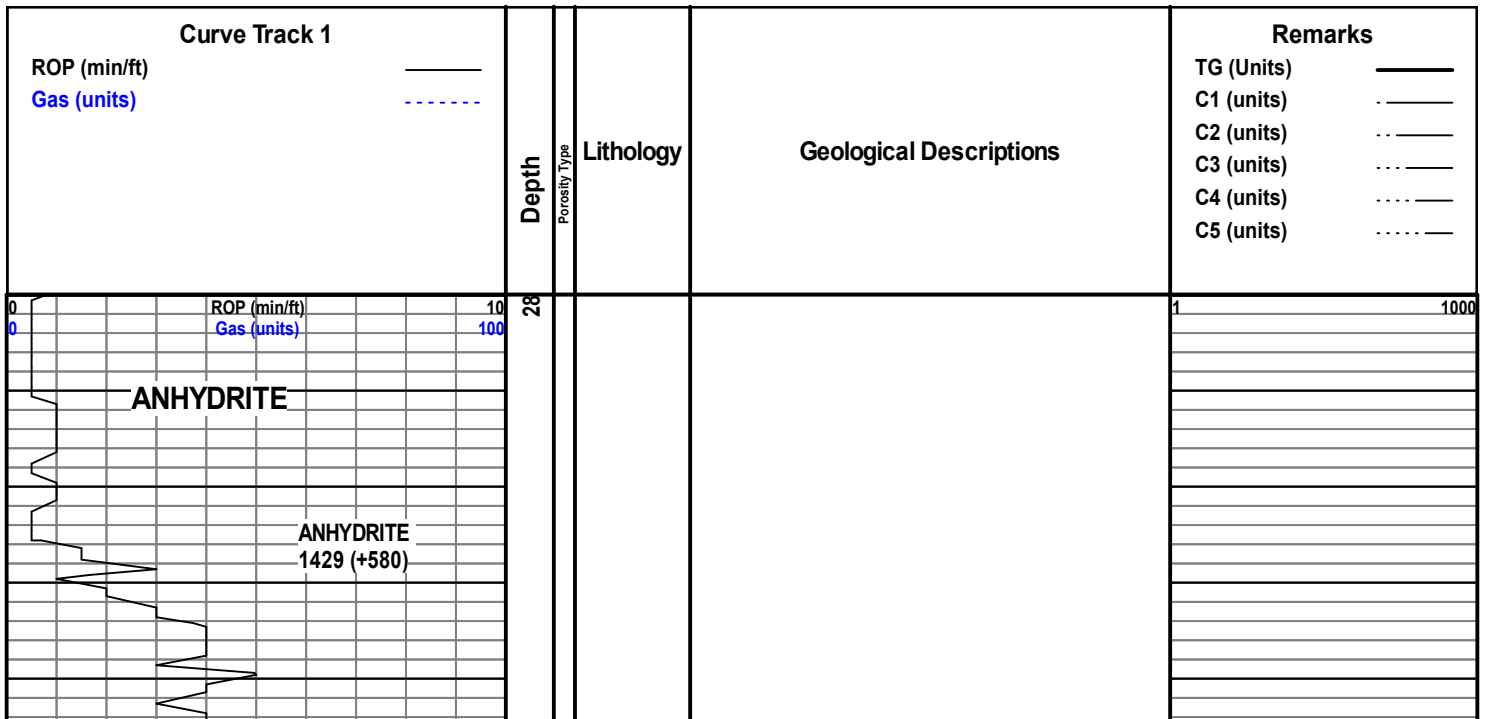 Curve Track 1
ROP (min/ft)
Gas (units)
Depth
Porosity Type
Lithology
Geological Descriptions
Remarks
TG (Units)
C1 (units)
C2 (units)
C3 (units)
C4 (units)
C5 (units)
0 ROP (min/ft) 10
0 Gas (units) 100
28
1 1000
ANHYDRITE
ANHYDRITE
1429 (+580)